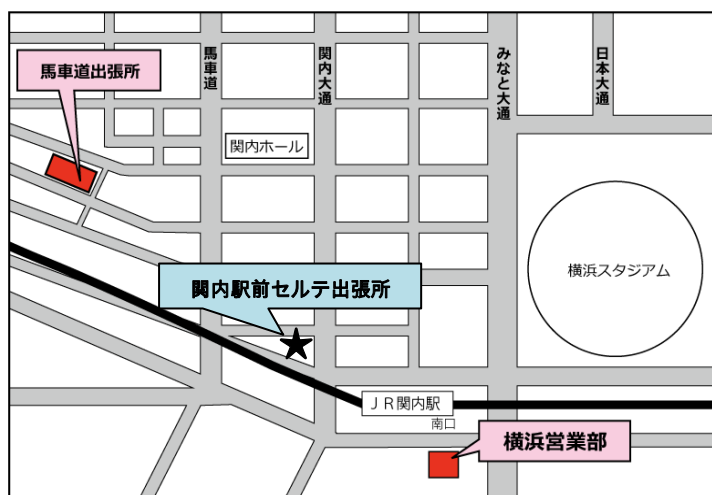 馬車道出張所
馬車道
関内大通
みなと大通
日本大通
関内ホール
横浜スタジアム
関内駅前セルテ出張所
ＪＲ関内駅
南口
横浜営業部